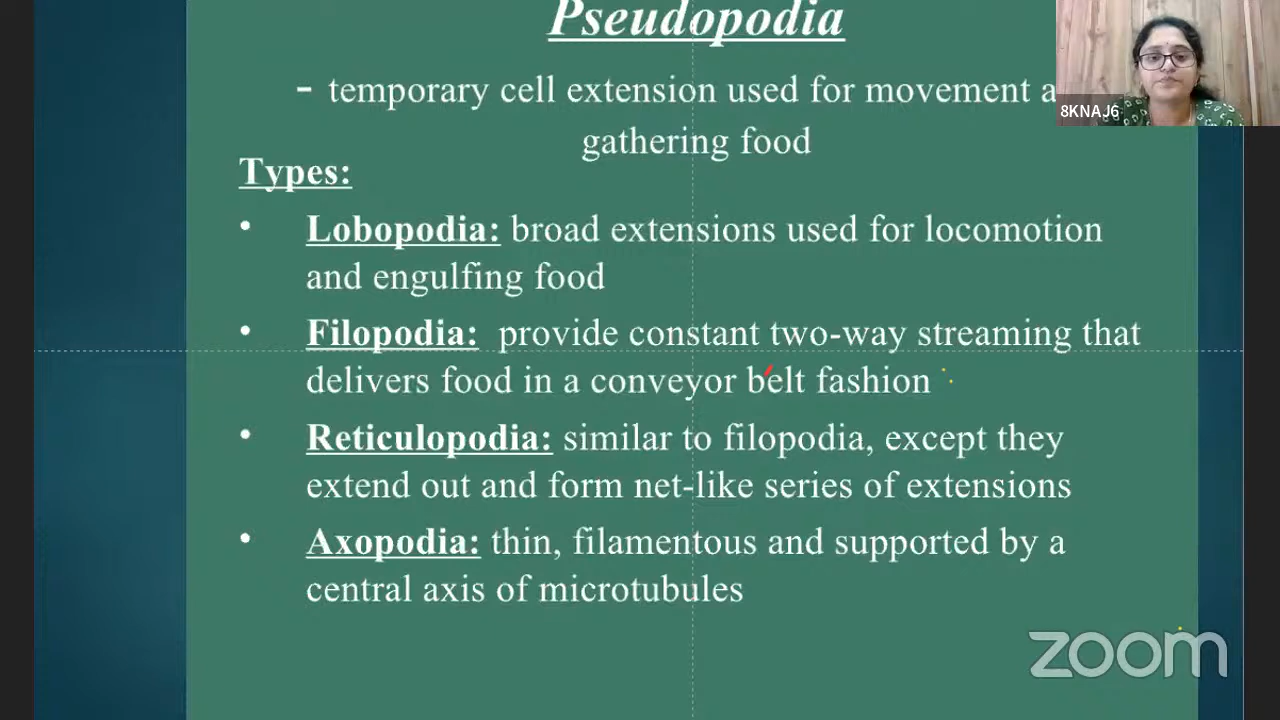 Pseudopodia
- temporary cell extension used for movement
gathering food
Types:
• Lobopodia: broad extensions used for locomotion
and engulfing food
• Filopodia: provide constant two-way streaming that
delivers food in a conveyor belt fashion
• Reticulopodia: similar to filopodia, except they
extend out and form net-like series of extensions
• Axopodia: thin, filamentous and supported by a
central axis of microtubules
8KNAJ6
zoom